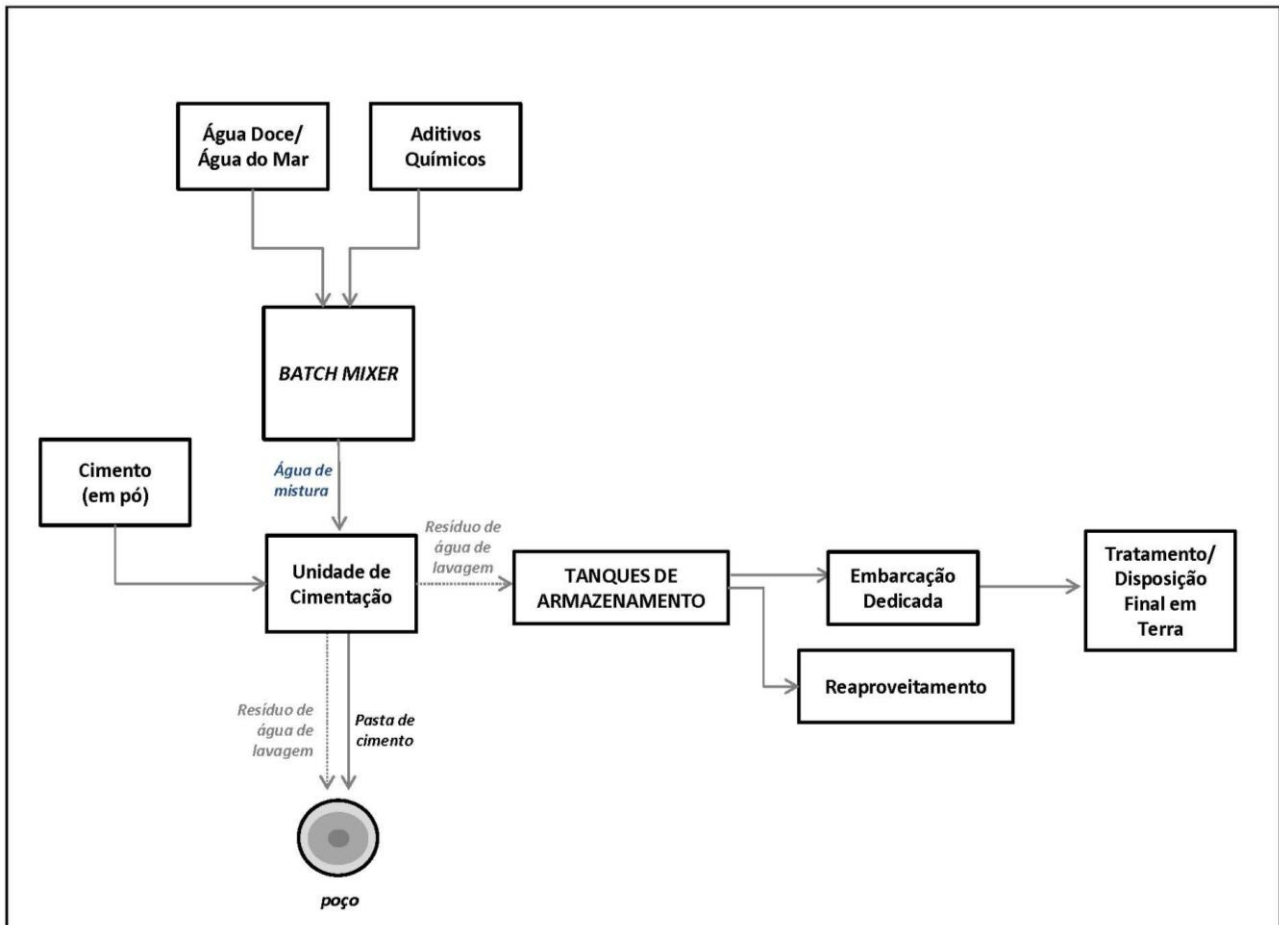 Água Doce/
Água do Mar
Aditivos
Químicos
BATCH MIXER
Água de
mistura
Cimento
(em pó)
Unidade de
Cimentação
Resíduo de
água de
lavagem
TANQUES DE
ARMAZENAMENTO
Embarcação
Dedicada
Tratamento/
Disposição
Final em
Terra
Reaproveitamento
Resíduo de
água de
lavagem
Pasta de
cimento
poço